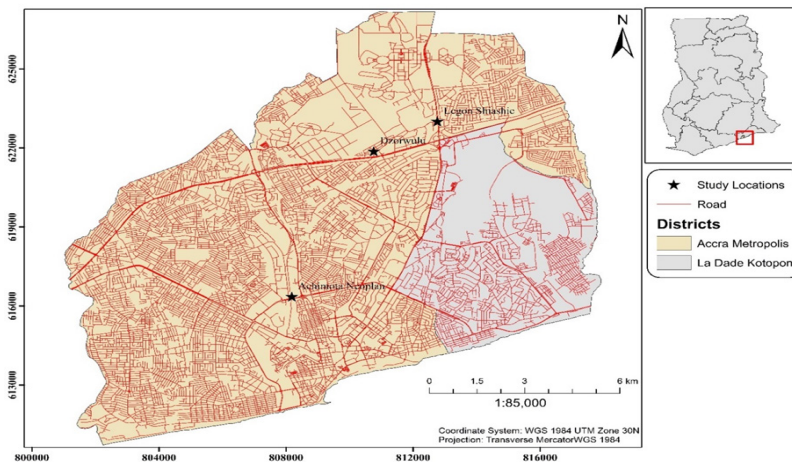 N
625000
622000
619000
616000
613000
Legon Shiashie
Dzorwulu
Achimota Neoplan
0 1.5 3 6 km
1:85,000
Coordinate System: WGS 1984 UTM Zone 30N
Projection: Transverse MercatorWGS 1984
800000 804000 808000 812000 816000
Study Locations
Road
Districts
Accra Metropolis
La Dade Kotopon